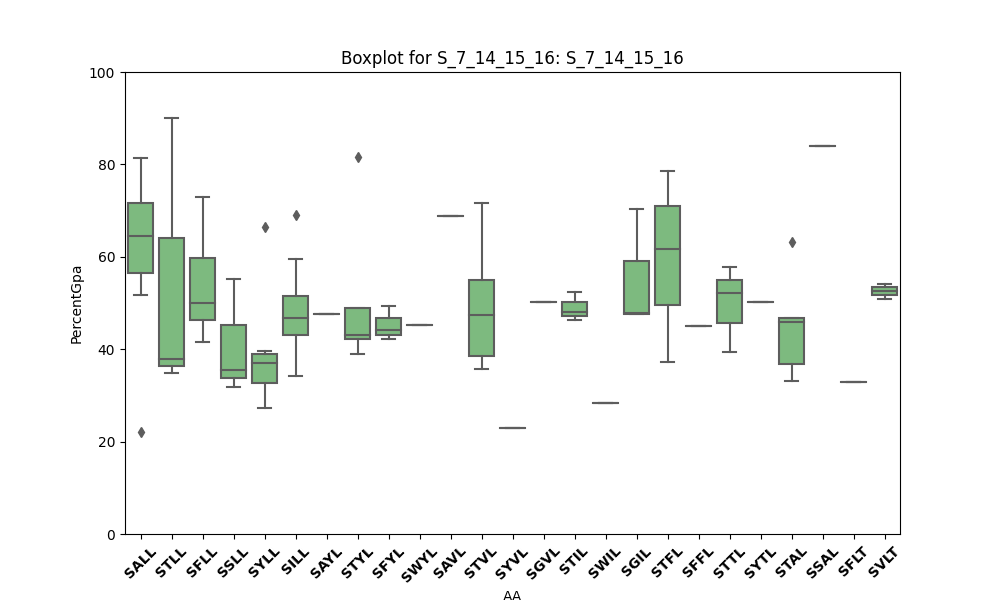 Boxplot for S_7_14_15_16: S_7_14_15_16
100
80
60
40
20
0
PercentGpa
SALL STLL SFLL SSLL SYLL SILL SAYL STYL SFYL SWYL SAVL STVL SYVL SGVL STIL SWIL SGIL STFL SFFL STTL SYTL STAL SSAL SFLT SVLT
AA